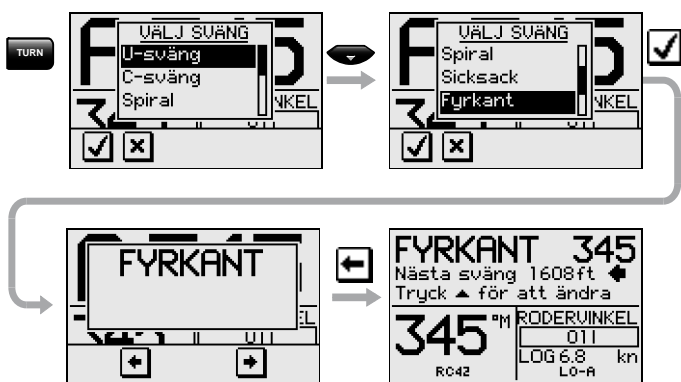 TURN
VÄLJ SVÄNG
U-sväng
C-sväng
Spiral
VÄLJ SVÄNG
Spiral
Sicksack
Fyrkant
FYRKANT
FYRKANT 345
Nästa sväng 1608ft
Tryck ▲ för att ändra
345°M
RC42
RODERVINKEL
011
LOG 6.8 kn
LO-A